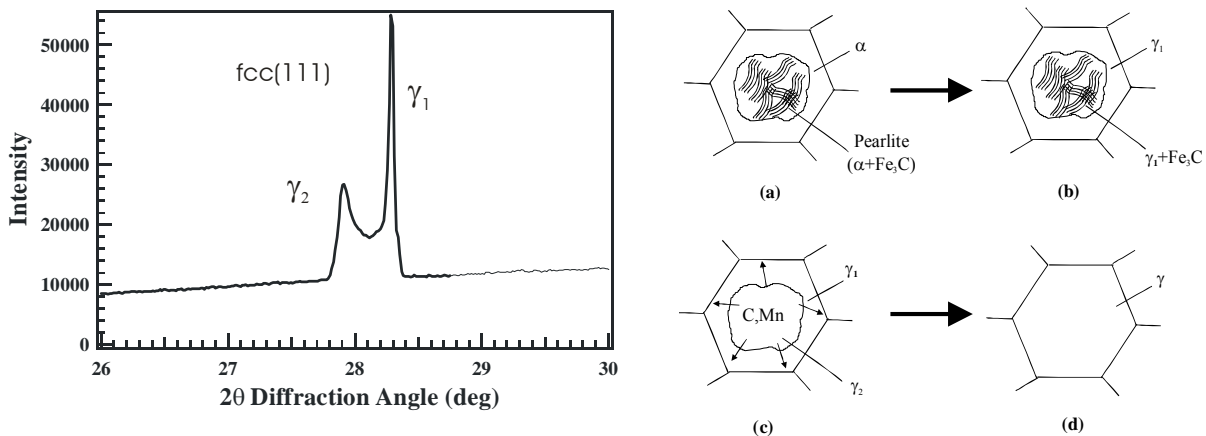 50000
40000
30000
20000
10000
0
Intensity
fcc(111)
γ₁
γ₂
26
27
28
29
30
2θ Diffraction Angle (deg)
α
Pearlite
(α+Fe₃C)
(a)
γ₁
γ₁+Fe₃C
(b)
C,Mn
γ₁
γ₂
(c)
γ
(d)